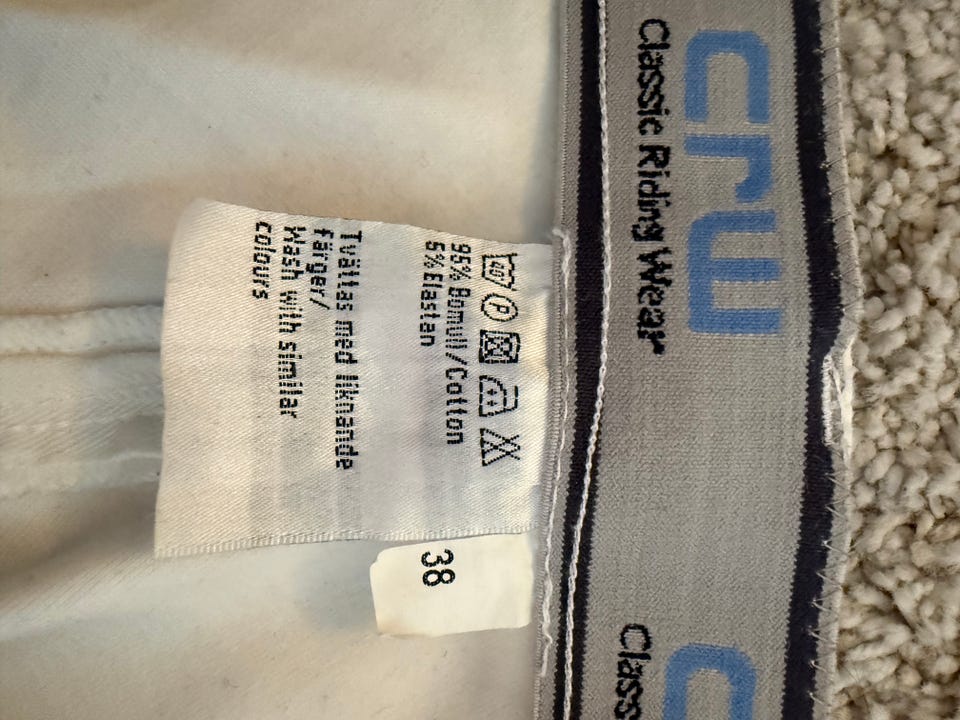 crw
Classic Riding Wear
c
Class
40 P
95% Bomull/Cotton
5% Elastan
Tvättas med liknande
färger/
Wash with similar
colours
38